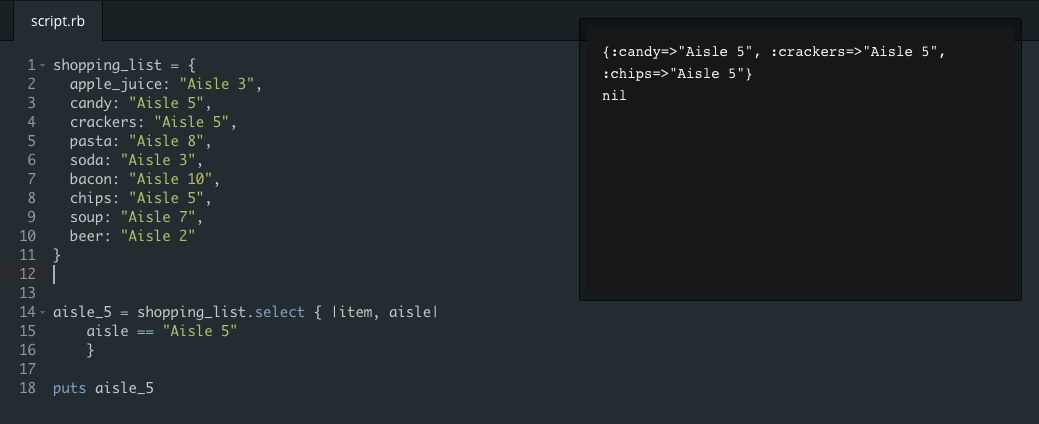 script.rb
1 shopping_list = {
2 apple_juice: "Aisle 3",
3 candy: "Aisle 5",
4 crackers: "Aisle 5",
5 pasta: "Aisle 8",
6 soda: "Aisle 3",
7 bacon: "Aisle 10",
8 chips: "Aisle 5",
9 soup: "Aisle 7",
10 beer: "Aisle 2"
11 }
12
13
14 aisle_5 = shopping_list.select { |item, aisle|
15 aisle == "Aisle 5"
16 }
17
18 puts aisle_5
{:candy=>"Aisle 5", :crackers=>"Aisle 5",
:chips=>"Aisle 5"}
nil